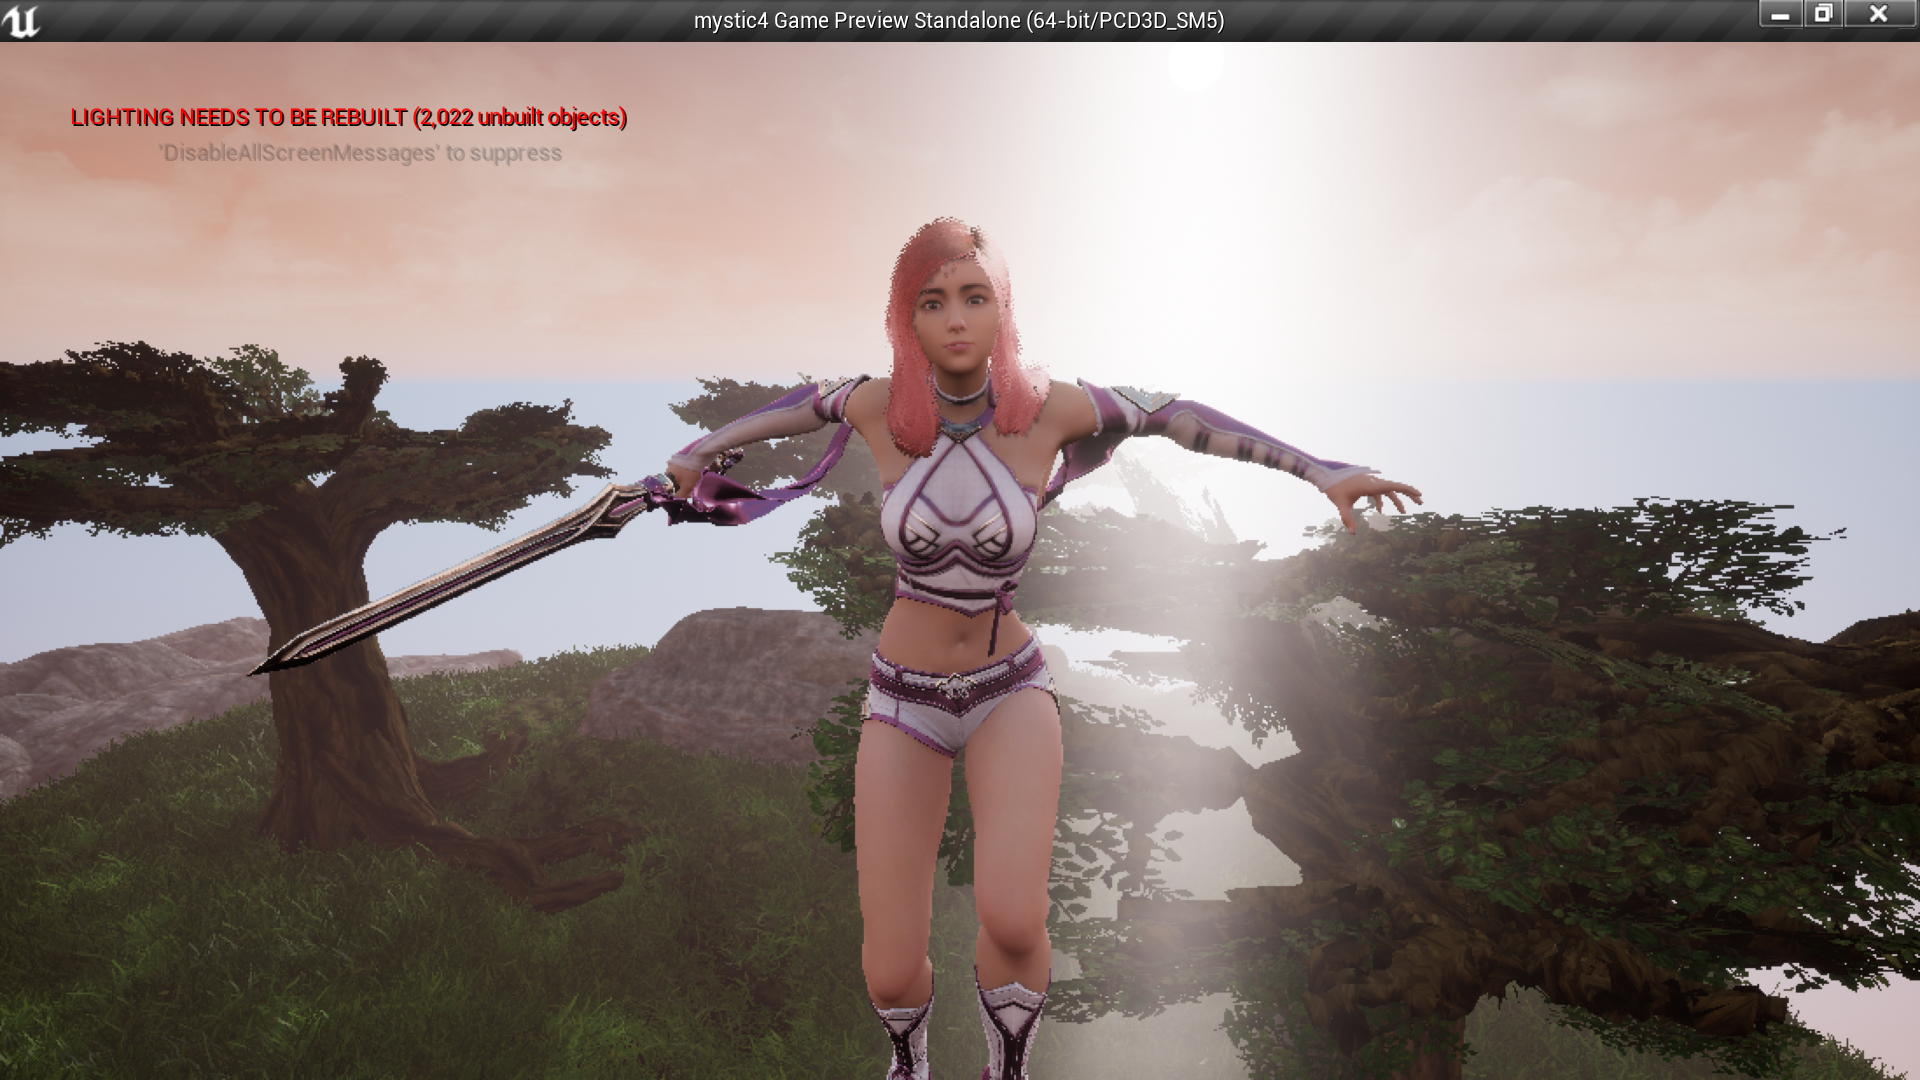 mystic4 Game Preview Standalone (64-bit/PCD3D_SM5)
LIGHTING NEEDS TO BE REBUILT (2,022 unbuilt objects)
'DisableAllScreenMessages' to suppress